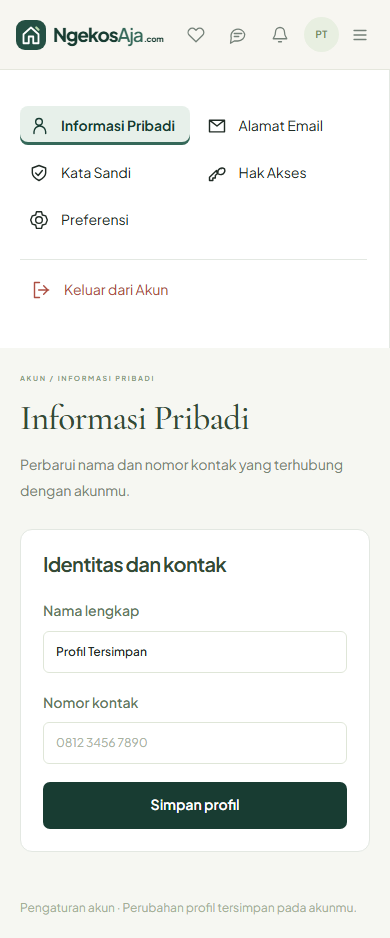 NgekosAja.com
PT
Informasi Pribadi
Alamat Email
Kata Sandi
Hak Akses
Preferensi
Keluar dari Akun
AKUN / INFORMASI PRIBADI
Informasi Pribadi
Perbarui nama dan nomor kontak yang terhubung
dengan akunmu.
Identitas dan kontak
Nama lengkap
Profil Tersimpan
Nomor kontak
0812 3456 7890
Simpan profil
Pengaturan akun · Perubahan profil tersimpan pada akunmu.